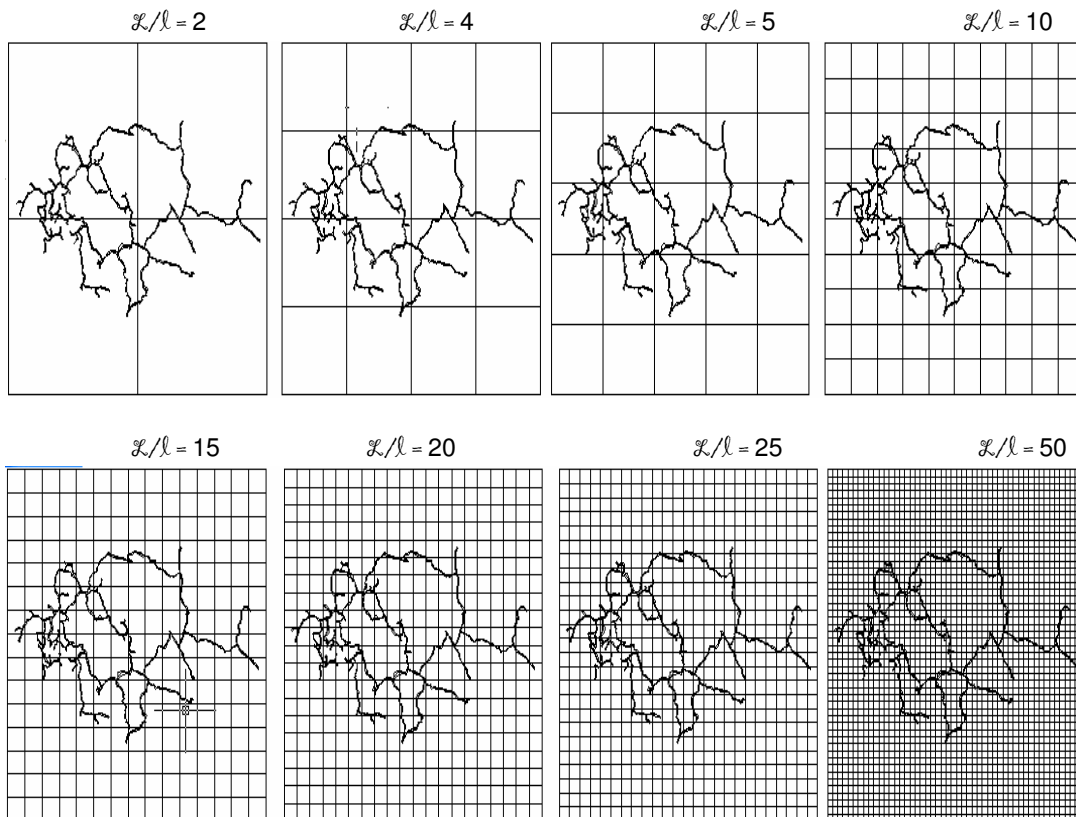 ℒ/l = 2
ℒ/l = 4
ℒ/l = 5
ℒ/l = 10
ℒ/l = 15
ℒ/l = 20
ℒ/l = 25
ℒ/l = 50